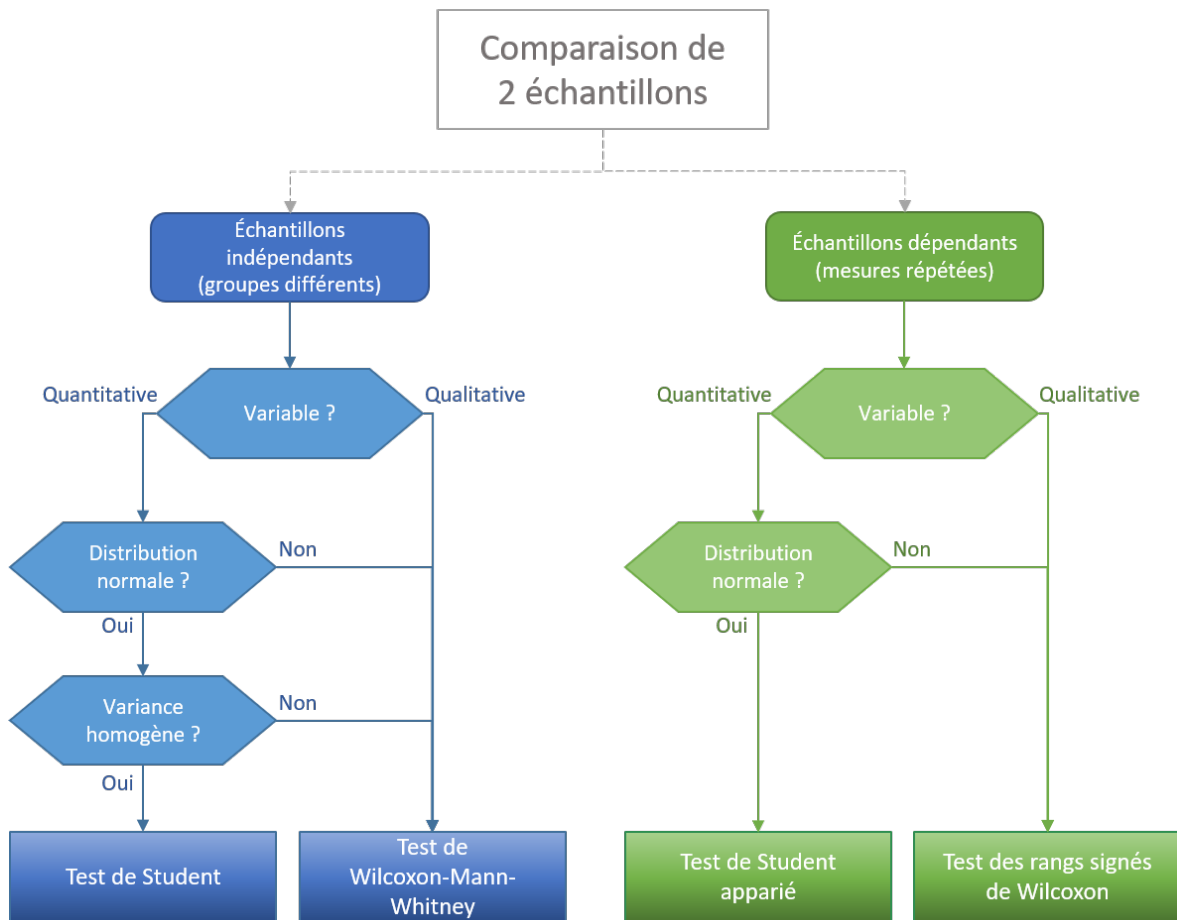 Comparaison de
2 échantillons
Échantillons
indépendants
(groupes différents)
Échantillons dépendants
(mesures répétées)
Quantitative
Variable ?
Qualitative
Quantitative
Variable ?
Qualitative
Distribution
normale ?
Non
Oui
Distribution
normale ?
Non
Oui
Variance
homogène ?
Non
Oui
Test de Student
Test de
Wilcoxon-Mann-
Whitney
Test de Student
apparié
Test des rangs signés
de Wilcoxon